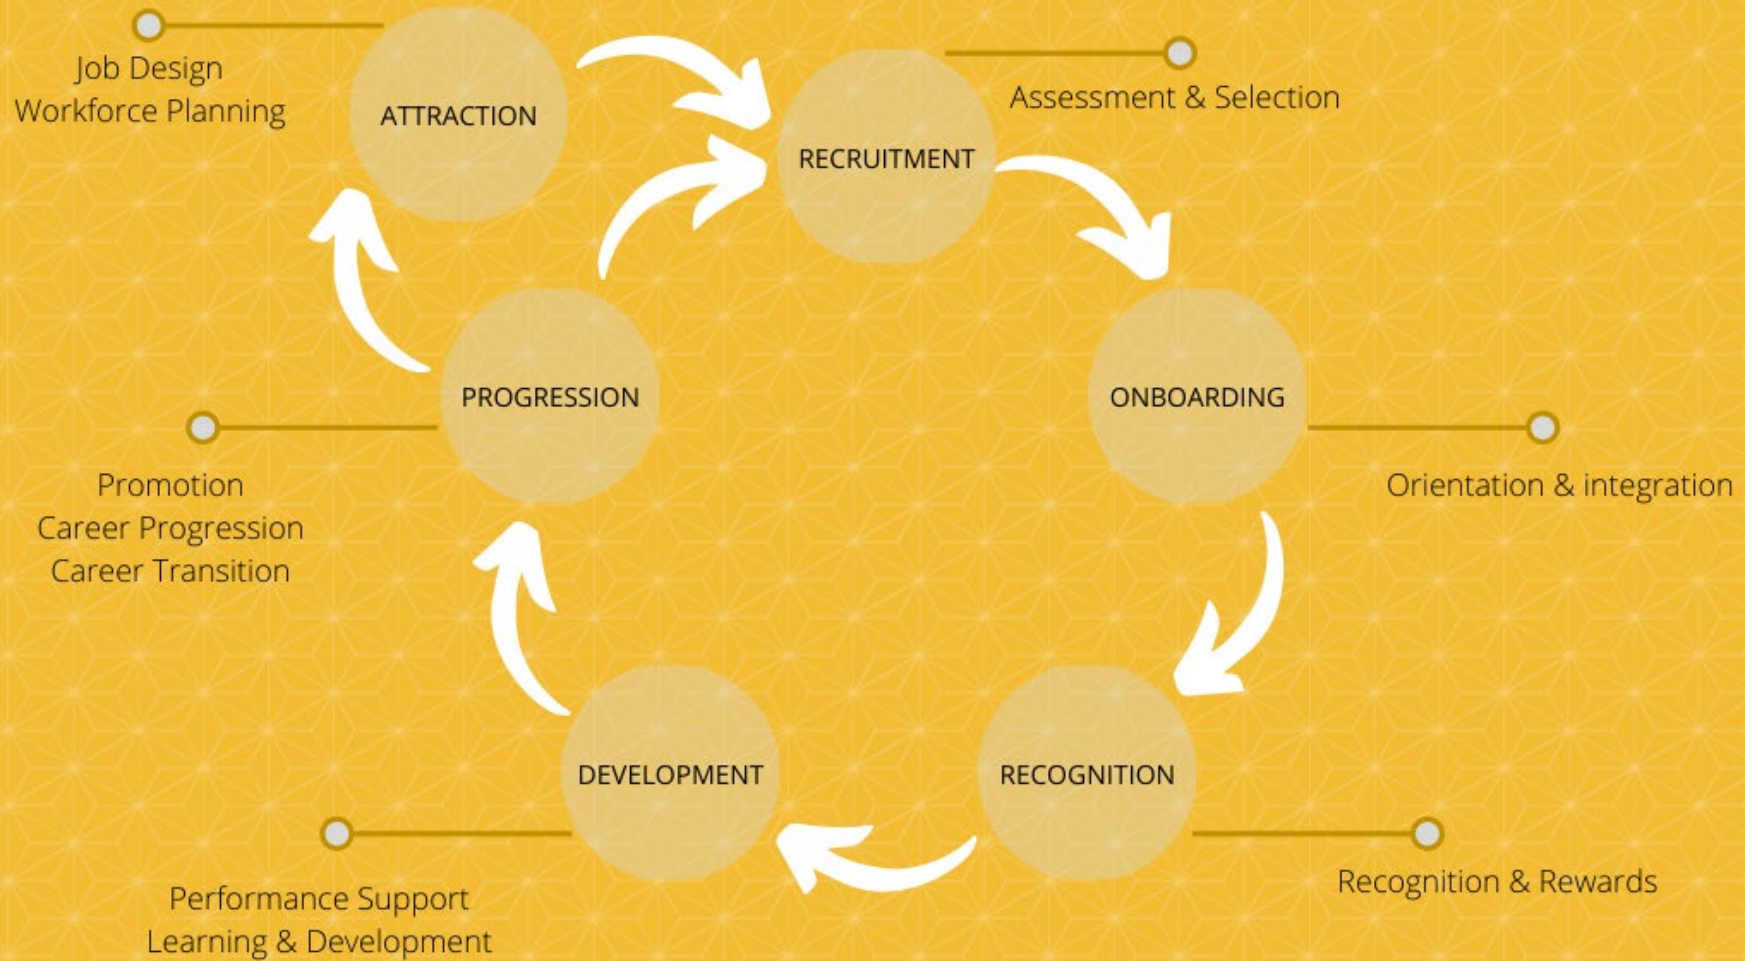 Job Design
Workforce Planning
ATTRACTION
RECRUITMENT
Assessment & Selection
PROGRESSION
Promotion
Career Progression
Career Transition
ONBOARDING
Orientation & integration
DEVELOPMENT
Performance Support
Learning & Development
RECOGNITION
Recognition & Rewards